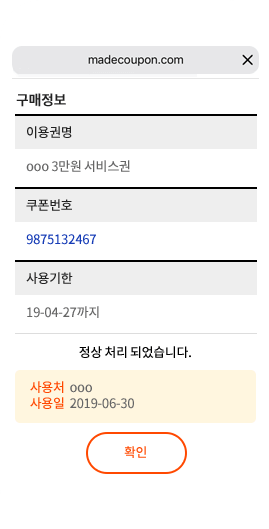 madecoupon.com
구매정보
이용권명
ooo 3만원 서비스권
쿠폰번호
9875132467
사용기한
19-04-27까지
정상 처리 되었습니다.
사용처 ooo
사용일 2019-06-30
확인